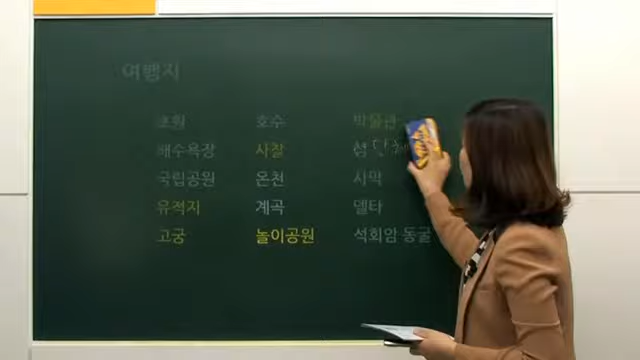 여행지
초원 호수 박물관
해수욕장 사찰 섬
국립공원 온천 사막
유적지 계곡 델타
고궁 놀이공원 석회암 동굴